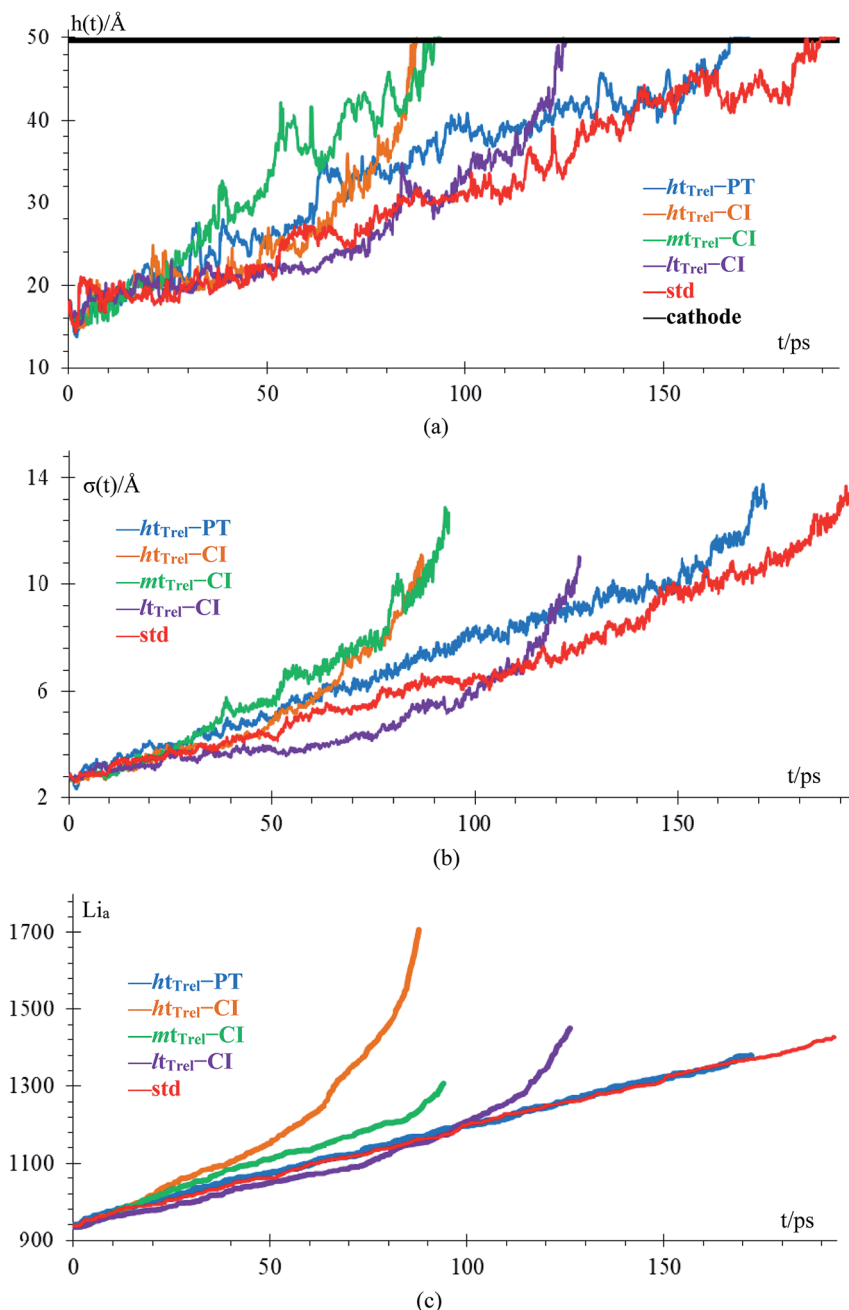 h(t)/Å
50
40
30
20
10
htTrel−PT
htTrel−CI
mtTrel−CI
ltTrel−CI
std
cathode
t/ps
0 50 100 150
(a)
σ(t)/Å
14
10
6
2
htTrel−PT
htTrel−CI
mtTrel−CI
ltTrel−CI
std
t/ps
0 50 100 150
(b)
Lia
1700
1500
1300
1100
900
htTrel−PT
htTrel−CI
mtTrel−CI
ltTrel−CI
std
t/ps
0 50 100 150
(c)